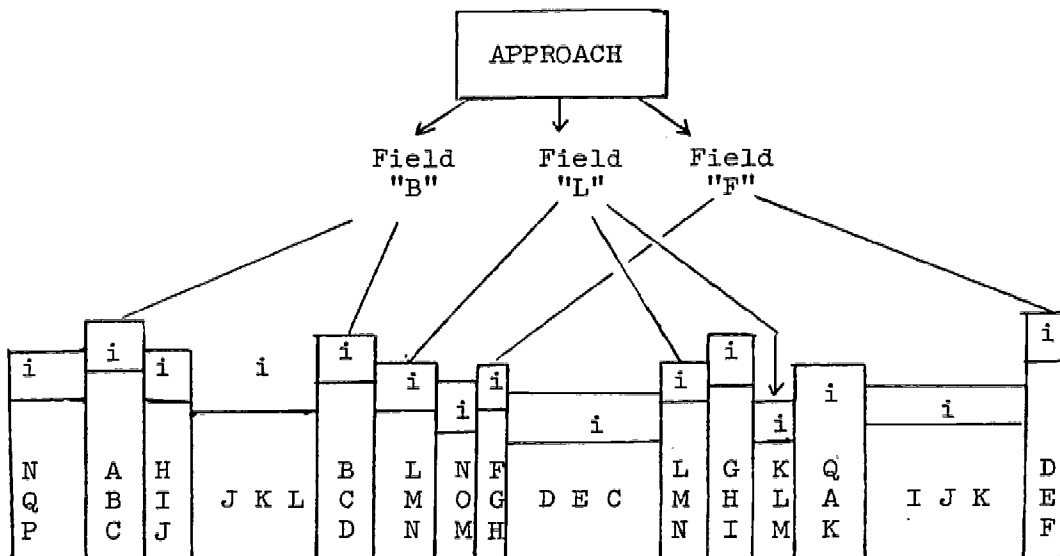 APPROACH
Field Field Field
"B" "L" "F"
i i i i
i i i i i i i
i i i i
N A H B L N F L G K Q D
Q B I J K L C M O G D E C M H L A I J K E
P C J D N M H N I M K F